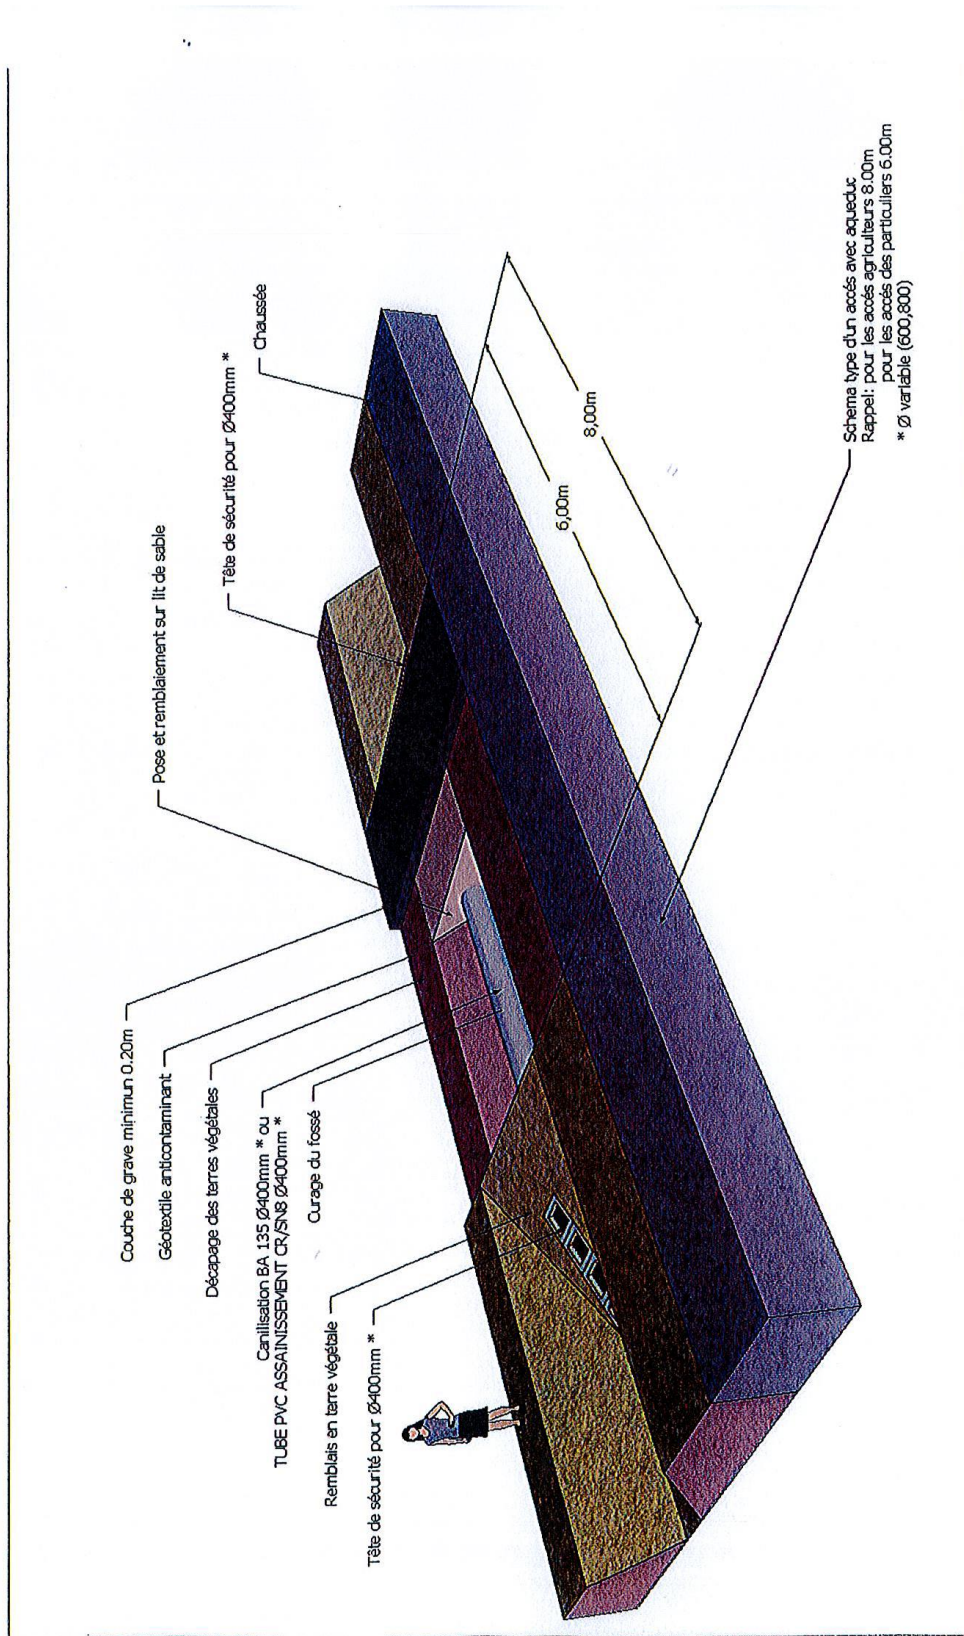 Couche de grave minimun 0.20m
Géotextile anticontaminant
Décapage des terres végétales
Canilisation BA 135 Ø400mm * ou
TUBE PVC ASSAINISSEMENT CR/SN8 Ø400mm *
Curage du fossé
Remblais en terre végétale
Tête de sécurité pour Ø400mm *
Pose et remblaiement sur lit de sable
Tête de sécurité pour Ø400mm *
Chaussée
6,00m
8,00m
Schema type d'un accés avec aqueduc
Rappel: pour les accés agriculteurs 8.00m
pour les accés des particuliers 6.00m
* Ø variable (600,800)